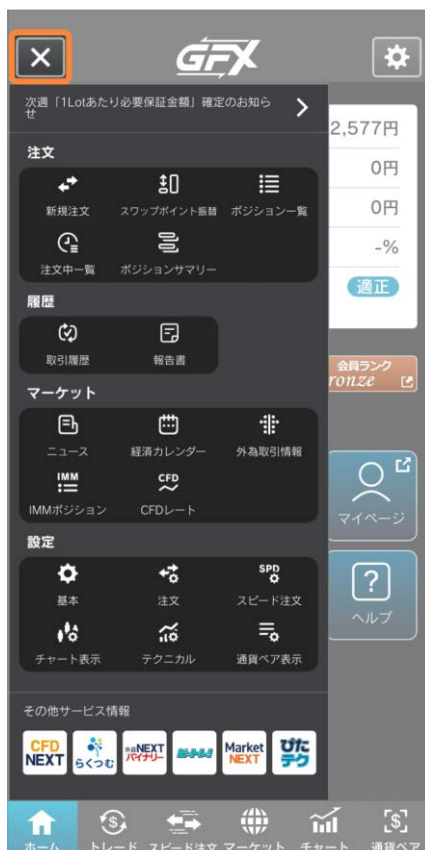 GFX
次週「1Lotあたり必要保証金額」確定のお知ら
せ
2,577円
0円
0円
-%
適正
注文
新規注文 スワップポイント振替 ポジション一覧
注文中一覧 ポジションサマリー
履歴
取引履歴 報告書
会員ランク
ronze
マーケット
ニュース 経済カレンダー 外為取引情報
IMM CFD
IMMポジション CFDレート
マイページ
設定
SPD
基本 注文 スピード注文
チャート表示 テクニカル 通貨ペア表示
?
ヘルプ
その他サービス情報
CFD
NEXT
らくつむ
外為NEXT
バイナリー
Market
NEXT
ぴた
テク
ホーム トレード スピード注文 マーケット チャート 通貨ペア